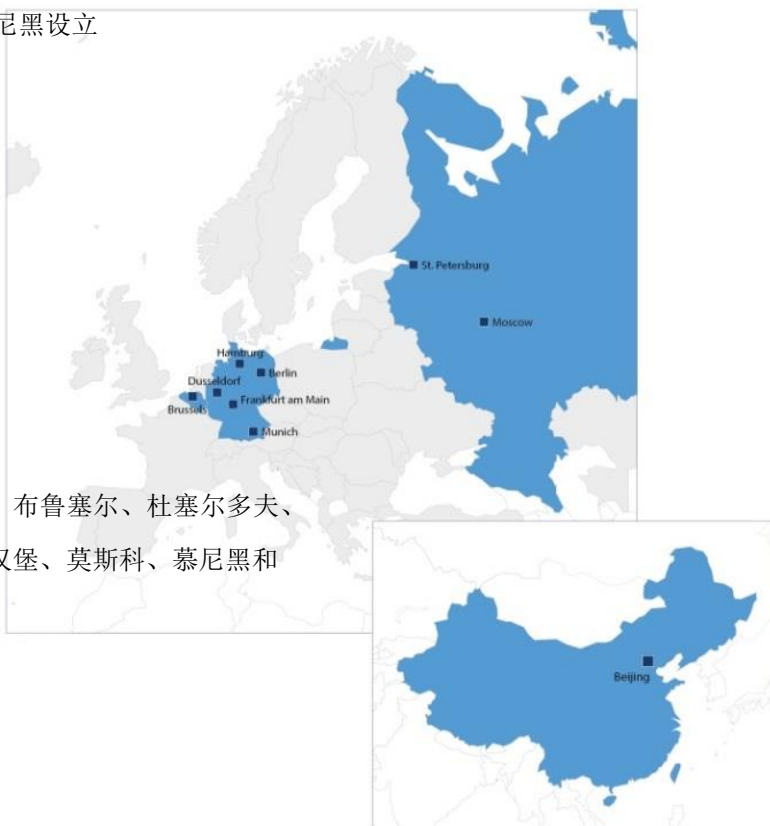 尼黑设立
St. Petersburg
Moscow
Hamburg
Berlin
Dusseldorf
Frankfurt am Main
Brussels
Munich
布鲁塞尔、杜塞尔多夫、
汉堡、莫斯科、慕尼黑和
Beijing